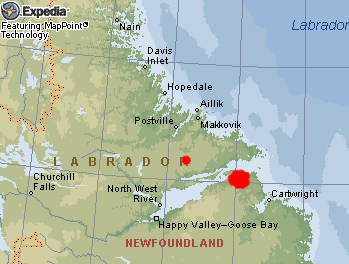 Expedia
Labrador
Featuring MapPoint
Technology
Nain
Davis
Inlet
Hopedale
Aillik
Makkovik
Postville
LABRADOR
Churchill
Falls
North West
River
Cartwright
Happy Valley-Goose Bay
NEWFOUNDLAND